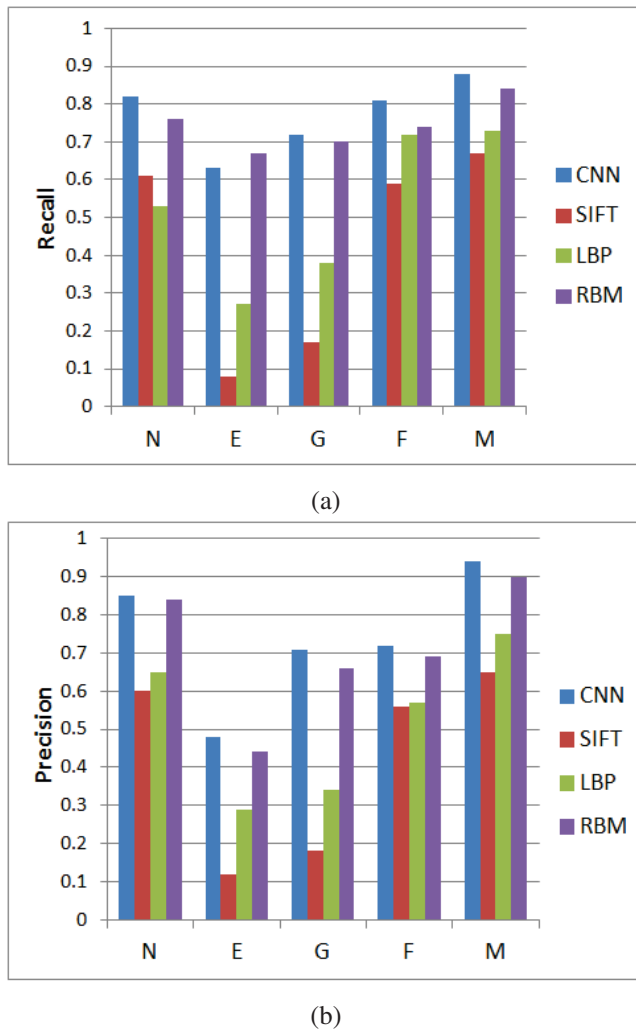 1
0.9
0.8
0.7
0.6
0.5
0.4
0.3
0.2
0.1
0
Recall
N E G F M
CNN
SIFT
LBP
RBM
(a)
1
0.9
0.8
0.7
0.6
0.5
0.4
0.3
0.2
0.1
0
Precision
N E G F M
CNN
SIFT
LBP
RBM
(b)